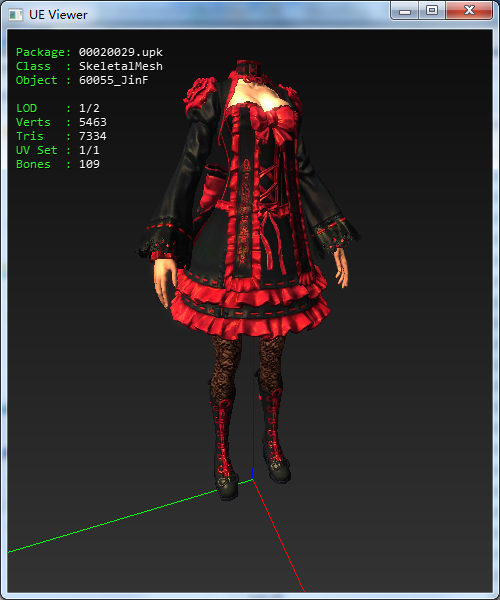 UE Viewer
Package: 00020029.upk
Class : SkeletalMesh
Object : 60055_JinF
LOD : 1/2
Verts : 5463
Tris : 7334
UV Set : 1/1
Bones : 109